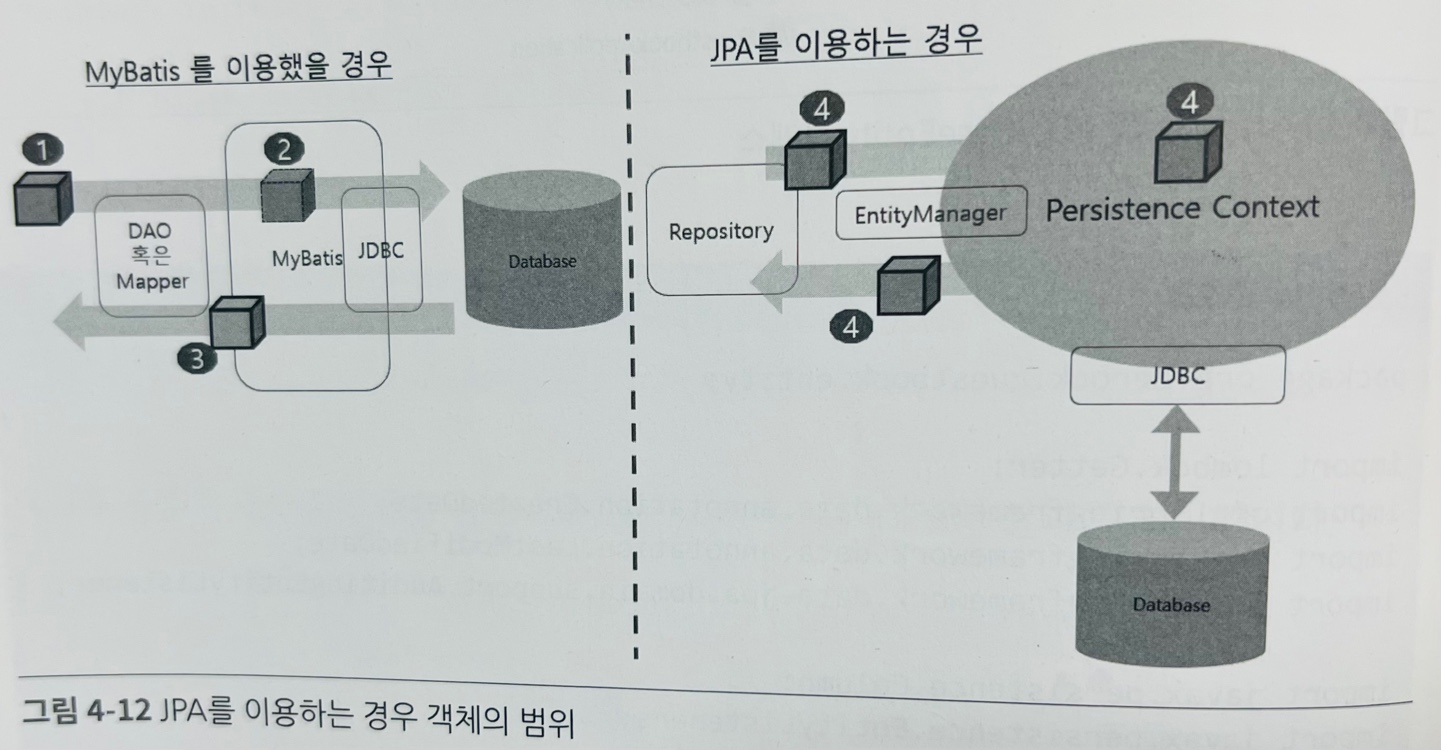 MyBatis 를 이용했을 경우
1
2
DAO
혹은
Mapper
MyBatis
JDBC
Database
3
JPA를 이용하는 경우
4
4
Repository
EntityManager
Persistence Context
4
JDBC
Database
그림 4-12 JPA를 이용하는 경우 객체의 범위